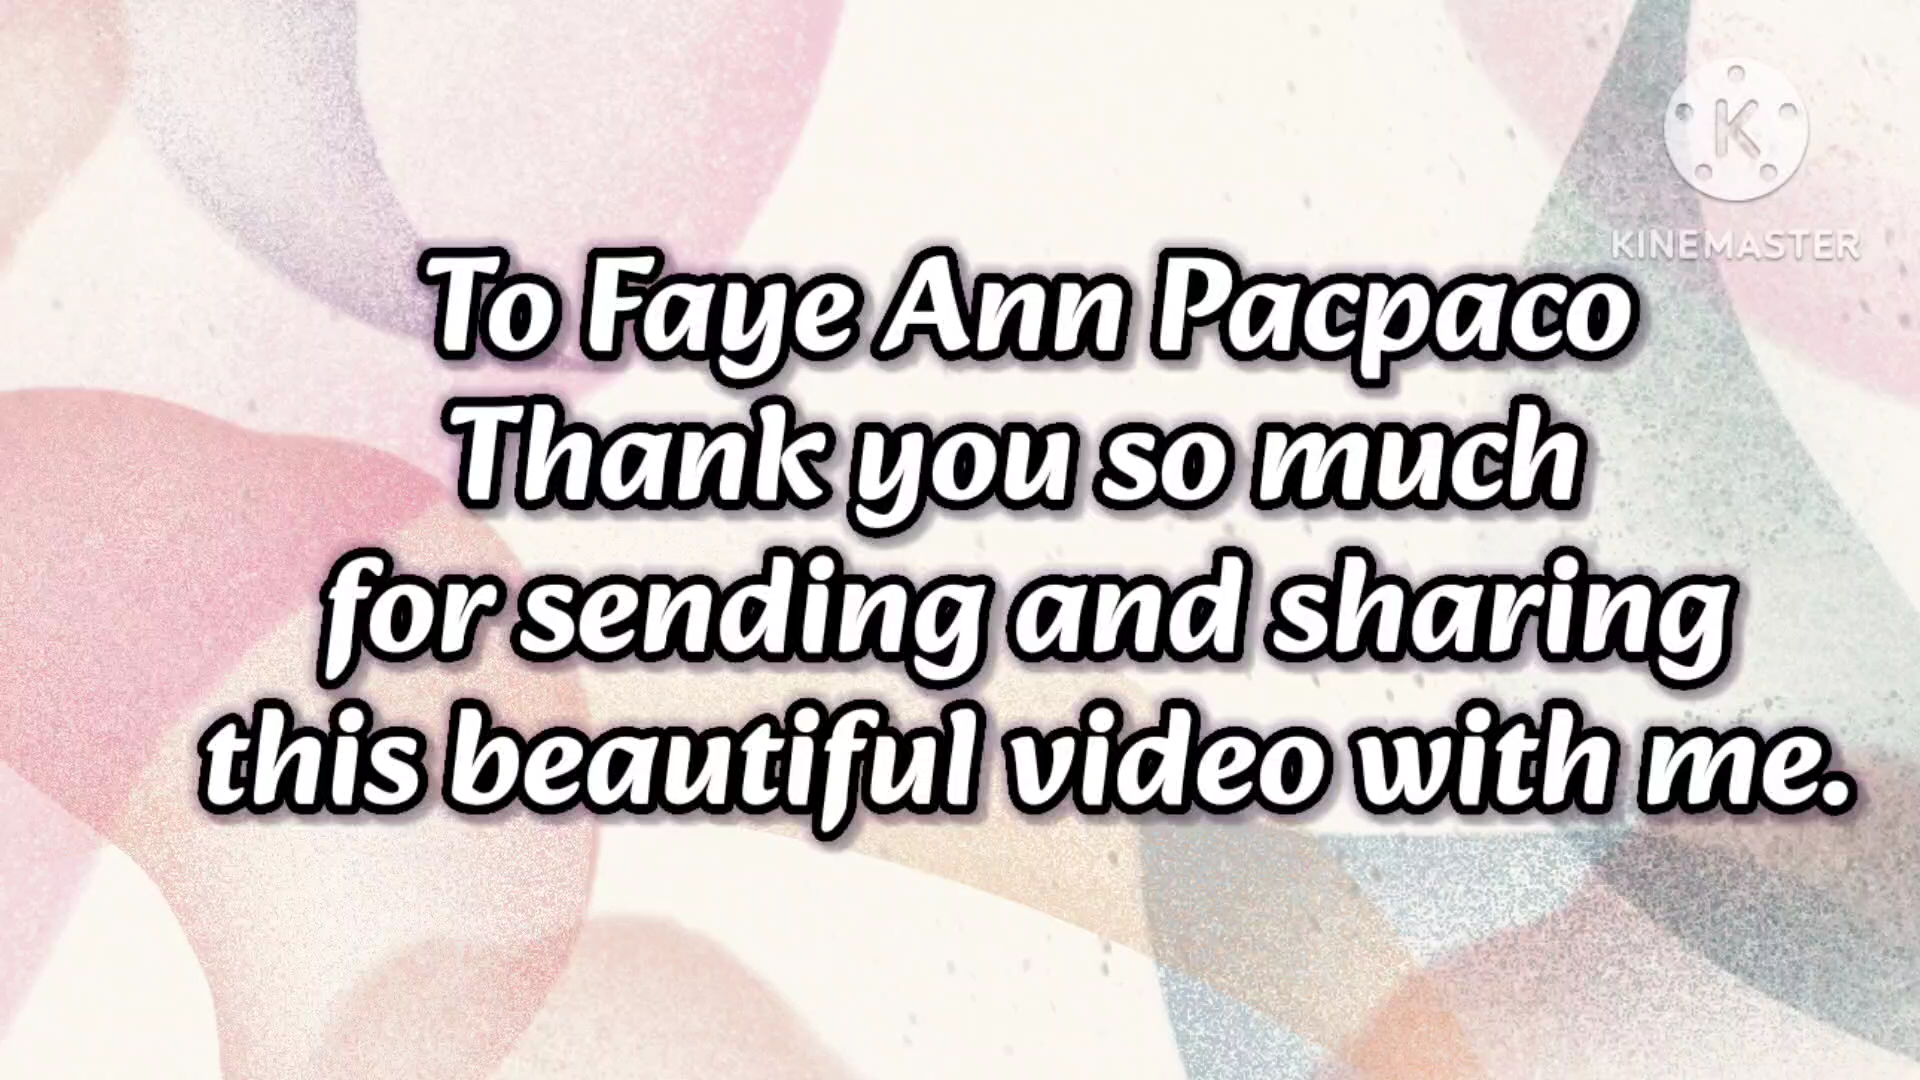 K
KINEMASTER
To Faye Ann Pacpaco
Thank you so much
for sending and sharing
this beautiful video with me.